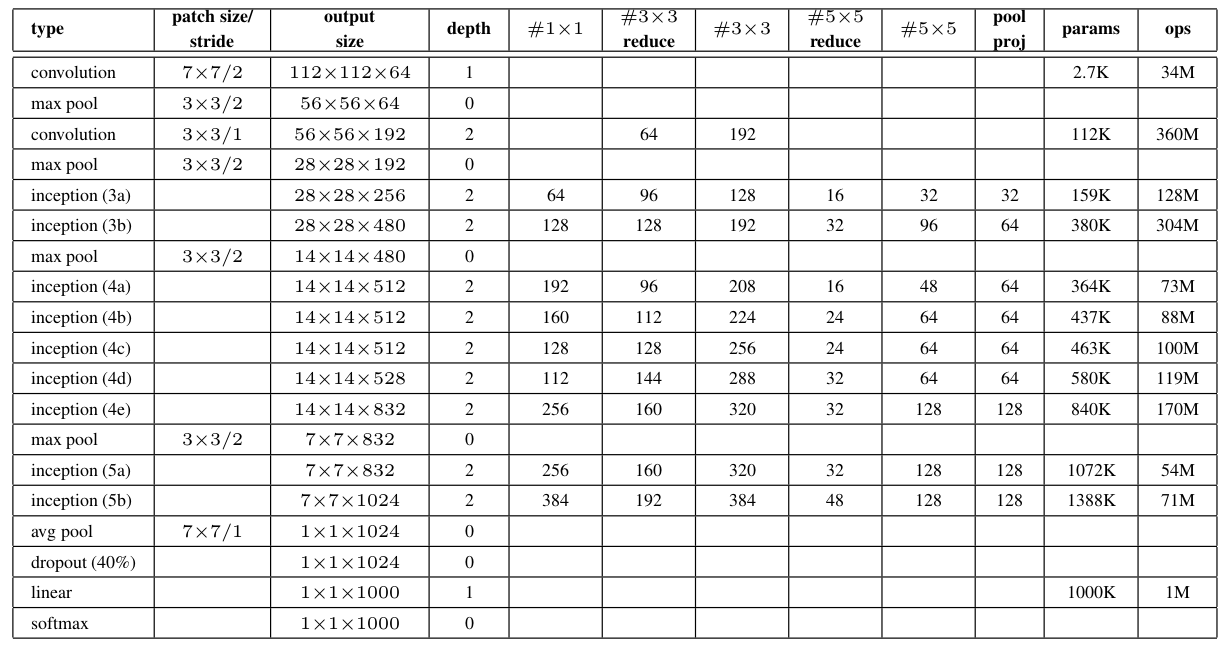 type patch size/ stride output size depth #1×1 #3×3 reduce #3×3 #5×5 reduce #5×5 pool proj params ops
convolution 7×7/2 112×112×64 1 2.7K 34M
max pool 3×3/2 56×56×64 0
convolution 3×3/1 56×56×192 2 64 192 112K 360M
max pool 3×3/2 28×28×192 0
inception (3a) 28×28×256 2 64 96 128 16 32 32 159K 128M
inception (3b) 28×28×480 2 128 128 192 32 96 64 380K 304M
max pool 3×3/2 14×14×480 0
inception (4a) 14×14×512 2 192 96 208 16 48 64 364K 73M
inception (4b) 14×14×512 2 160 112 224 24 64 64 437K 88M
inception (4c) 14×14×512 2 128 128 256 24 64 64 463K 100M
inception (4d) 14×14×528 2 112 144 288 32 64 64 580K 119M
inception (4e) 14×14×832 2 256 160 320 32 128 128 840K 170M
max pool 3×3/2 7×7×832 0
inception (5a) 7×7×832 2 256 160 320 32 128 128 1072K 54M
inception (5b) 7×7×1024 2 384 192 384 48 128 128 1388K 71M
avg pool 7×7/1 1×1×1024 0
dropout (40%) 1×1×1024 0
linear 1×1×1000 1 1000K 1M
softmax 1×1×1000 0